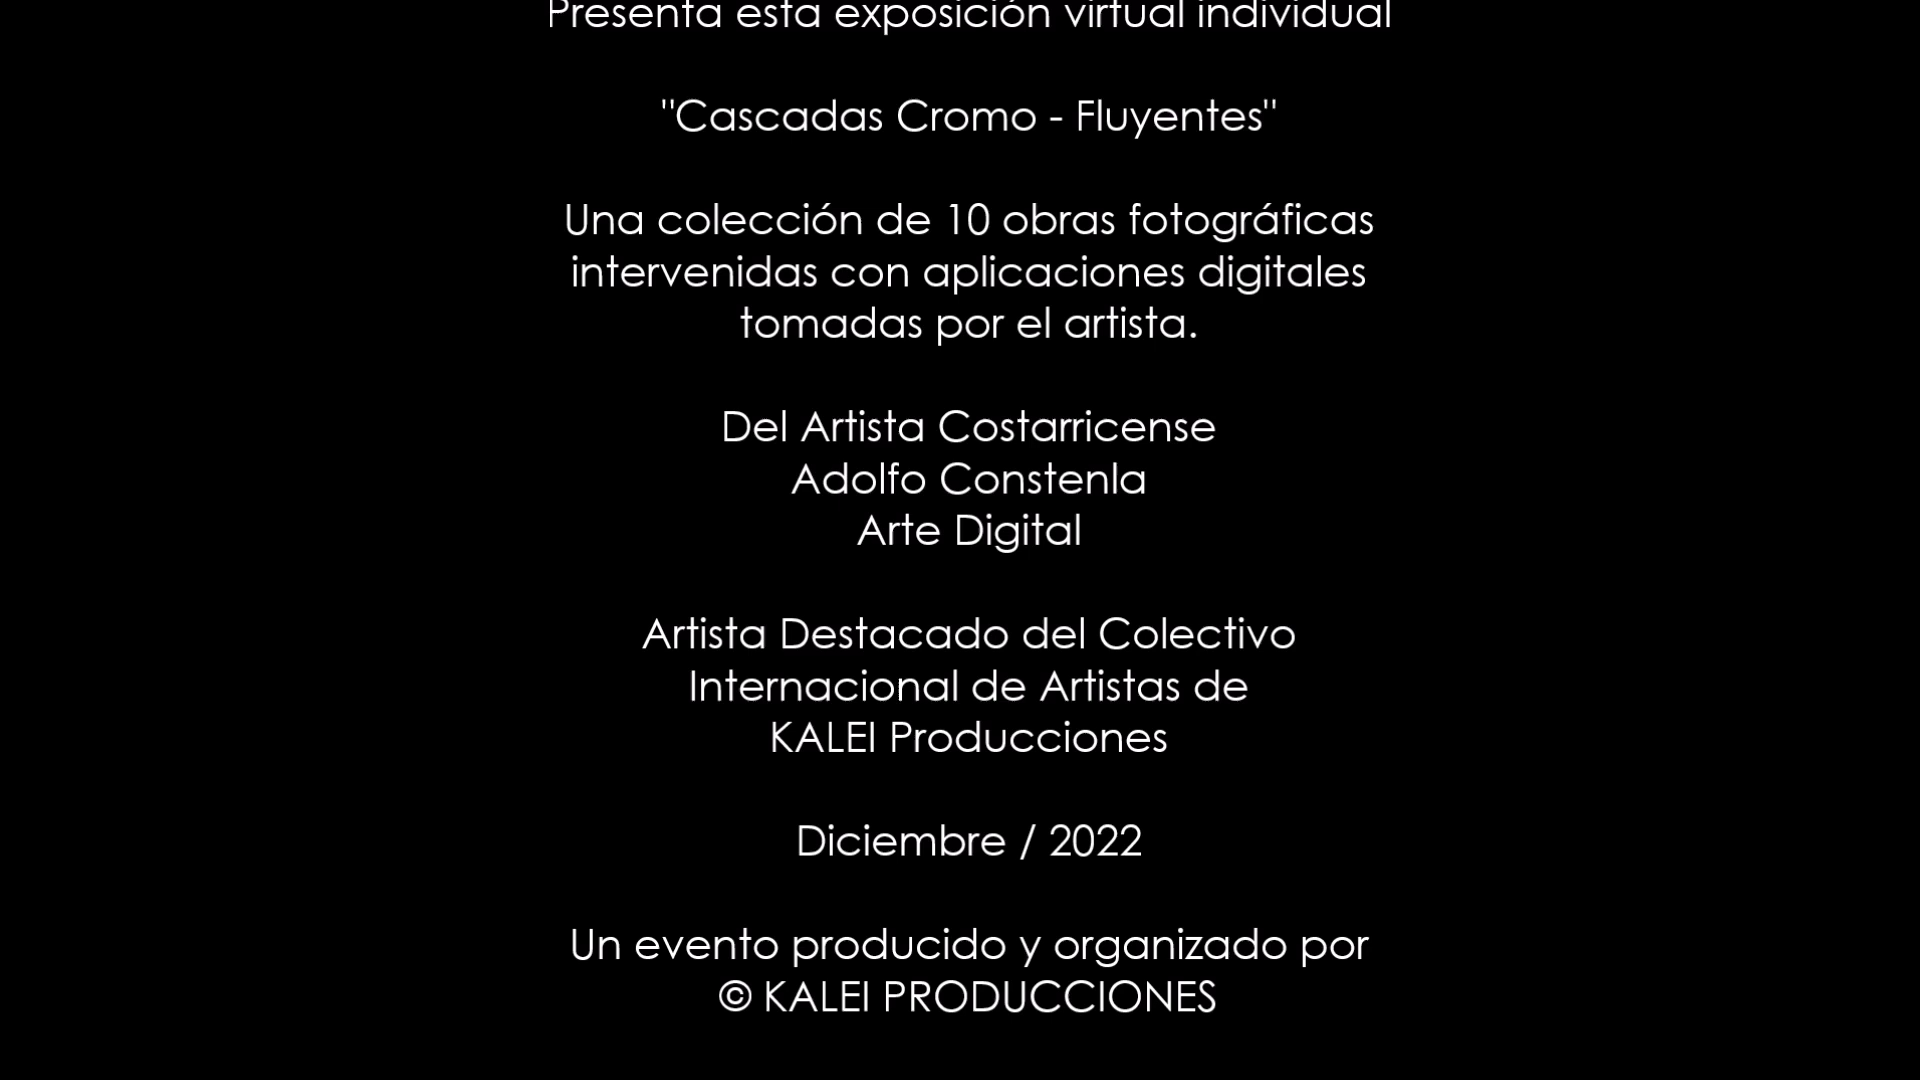 Presenta esta exposición virtual individual
"Cascadas Cromo - Fluyentes"
Una colección de 10 obras fotográficas
intervenidas con aplicaciones digitales
tomadas por el artista.
Del Artista Costarricense
Adolfo Constenla
Arte Digital
Artista Destacado del Colectivo
Internacional de Artistas de
KALEI Producciones
Diciembre / 2022
Un evento producido y organizado por
© KALEI PRODUCCIONES